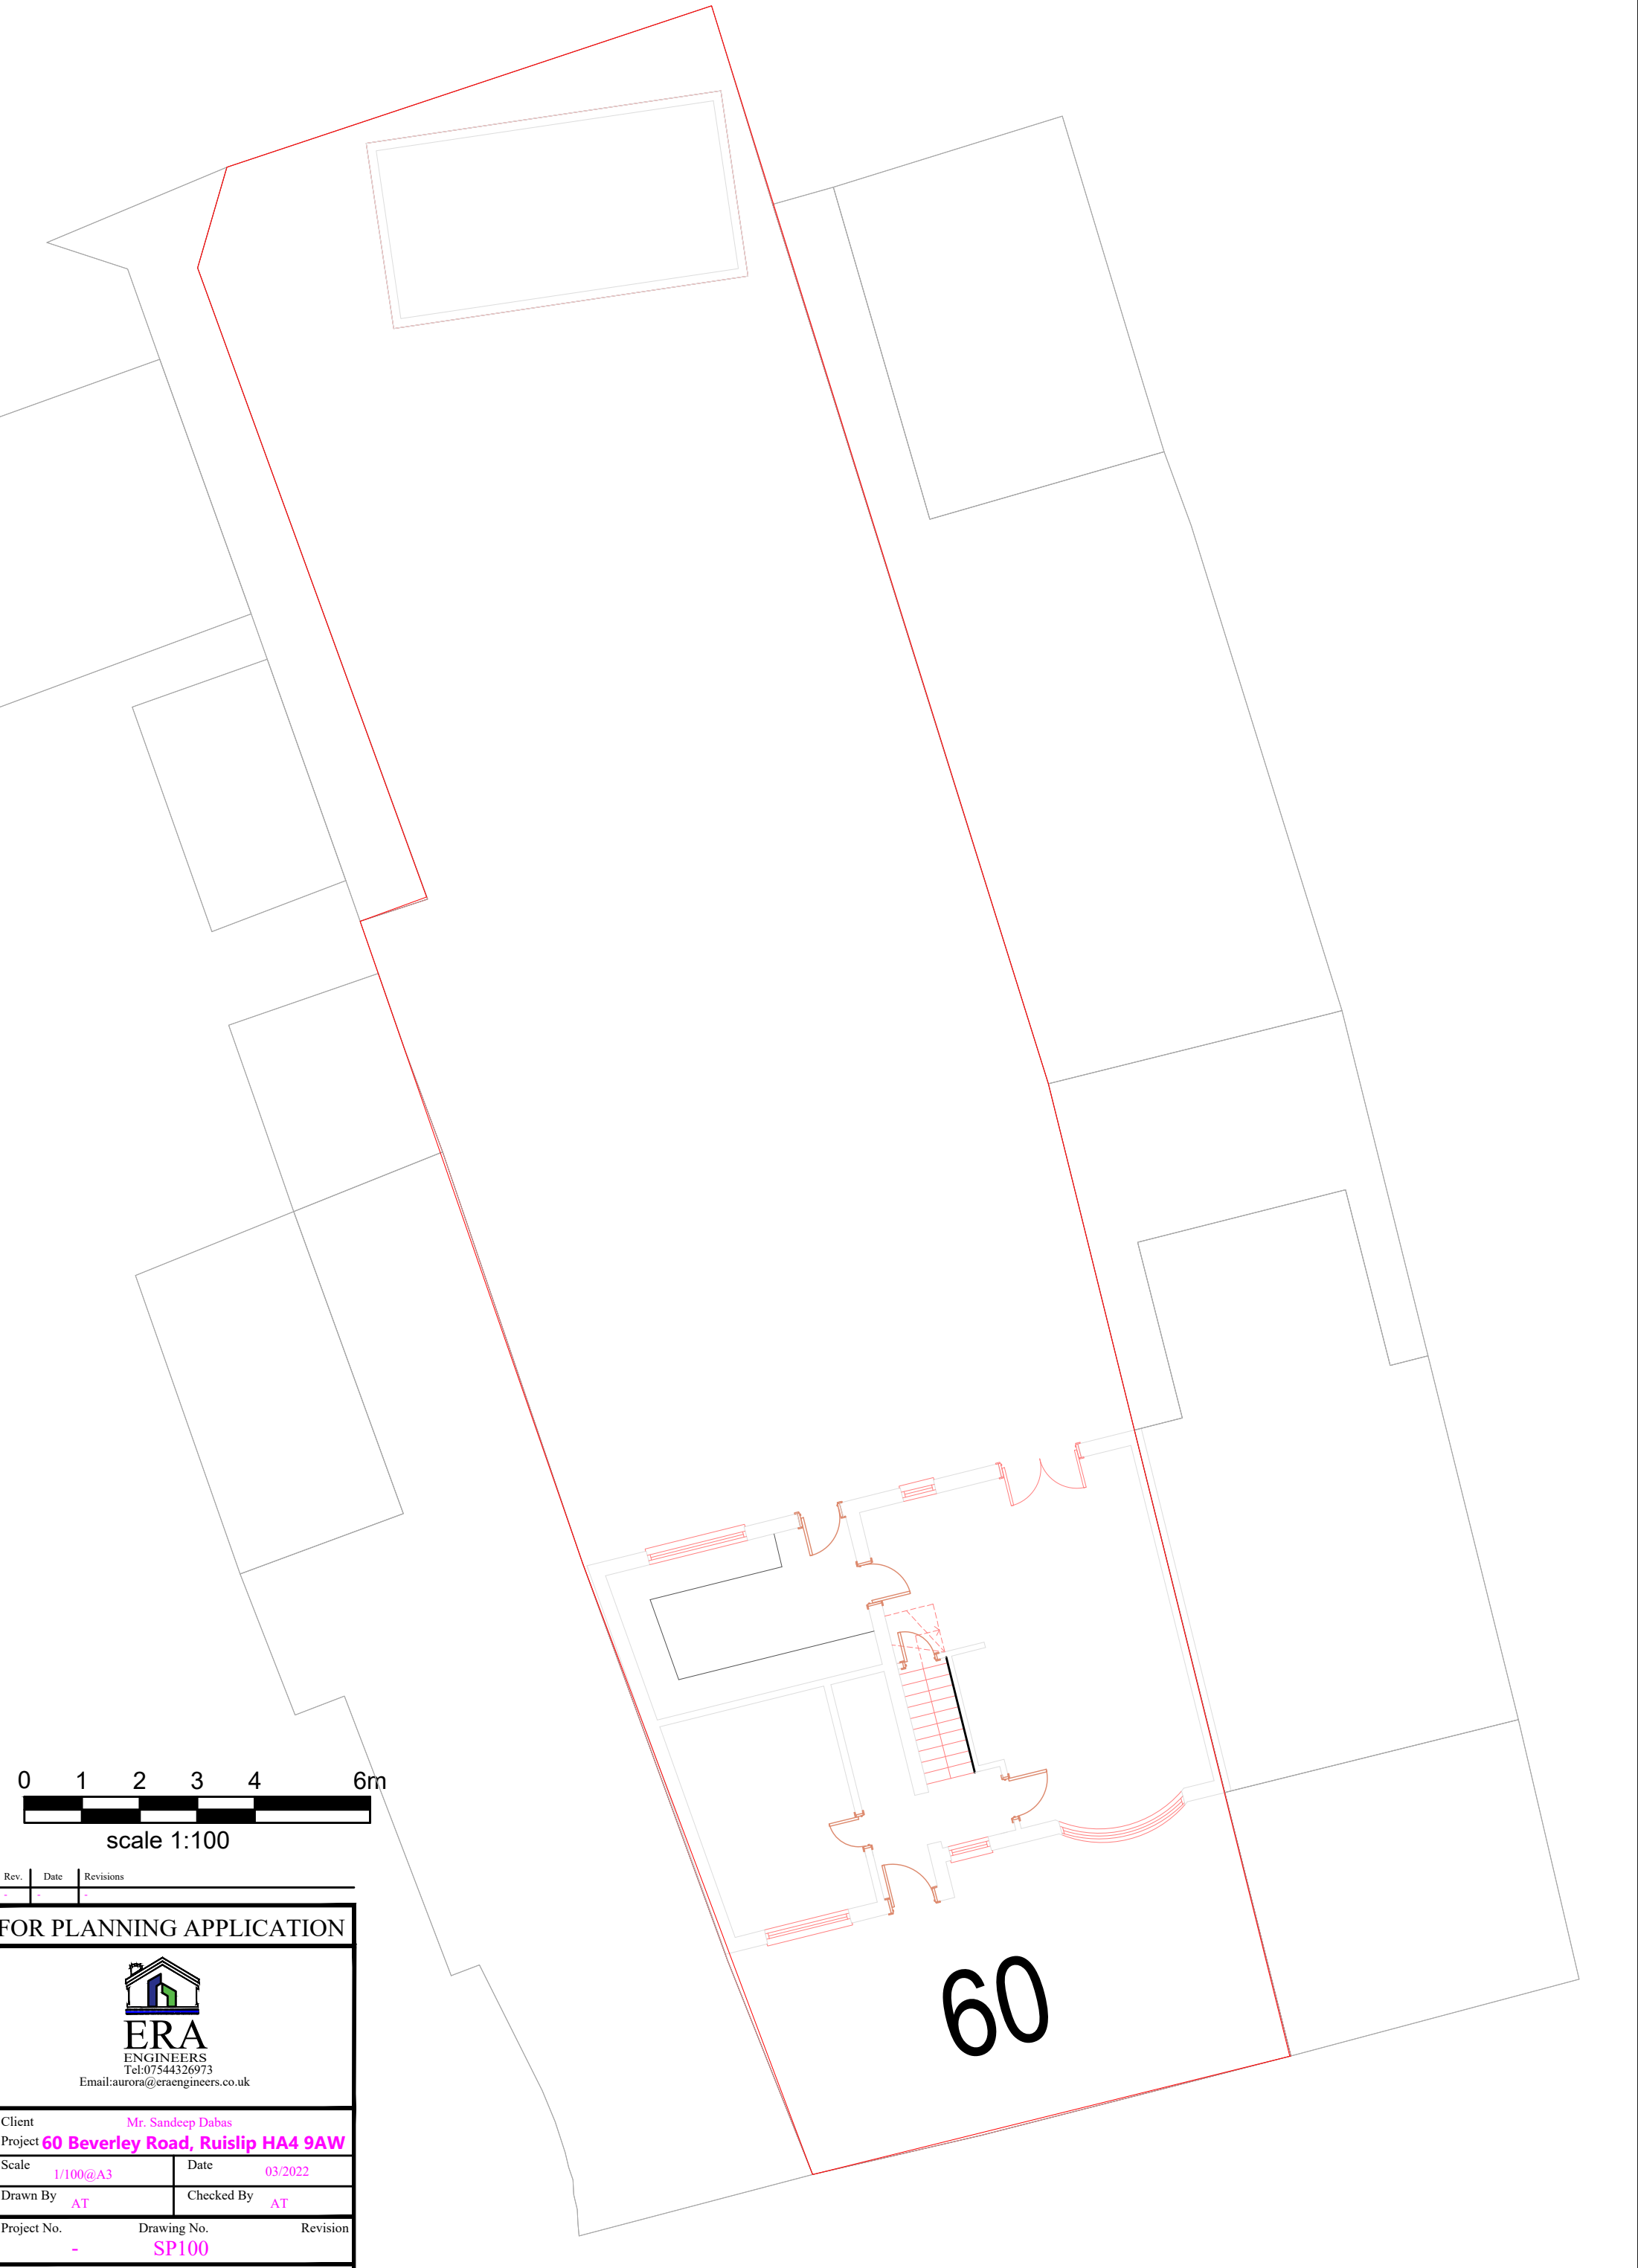 60
0 1 2 3 4 6m
scale 1:100
Rev. Date Revisions
- - -
FOR PLANNING APPLICATION
ERA
ENGINEERS
Tel:07544326973
Email:aurora@eraengineers.co.uk
Client Mr. Sandeep Dabas
Project 60 Beverley Road, Ruislip HA4 9AW
Scale 1/100@A3 Date 03/2022
Drawn By AT Checked By AT
Project No. Drawing No. Revision
- SP100